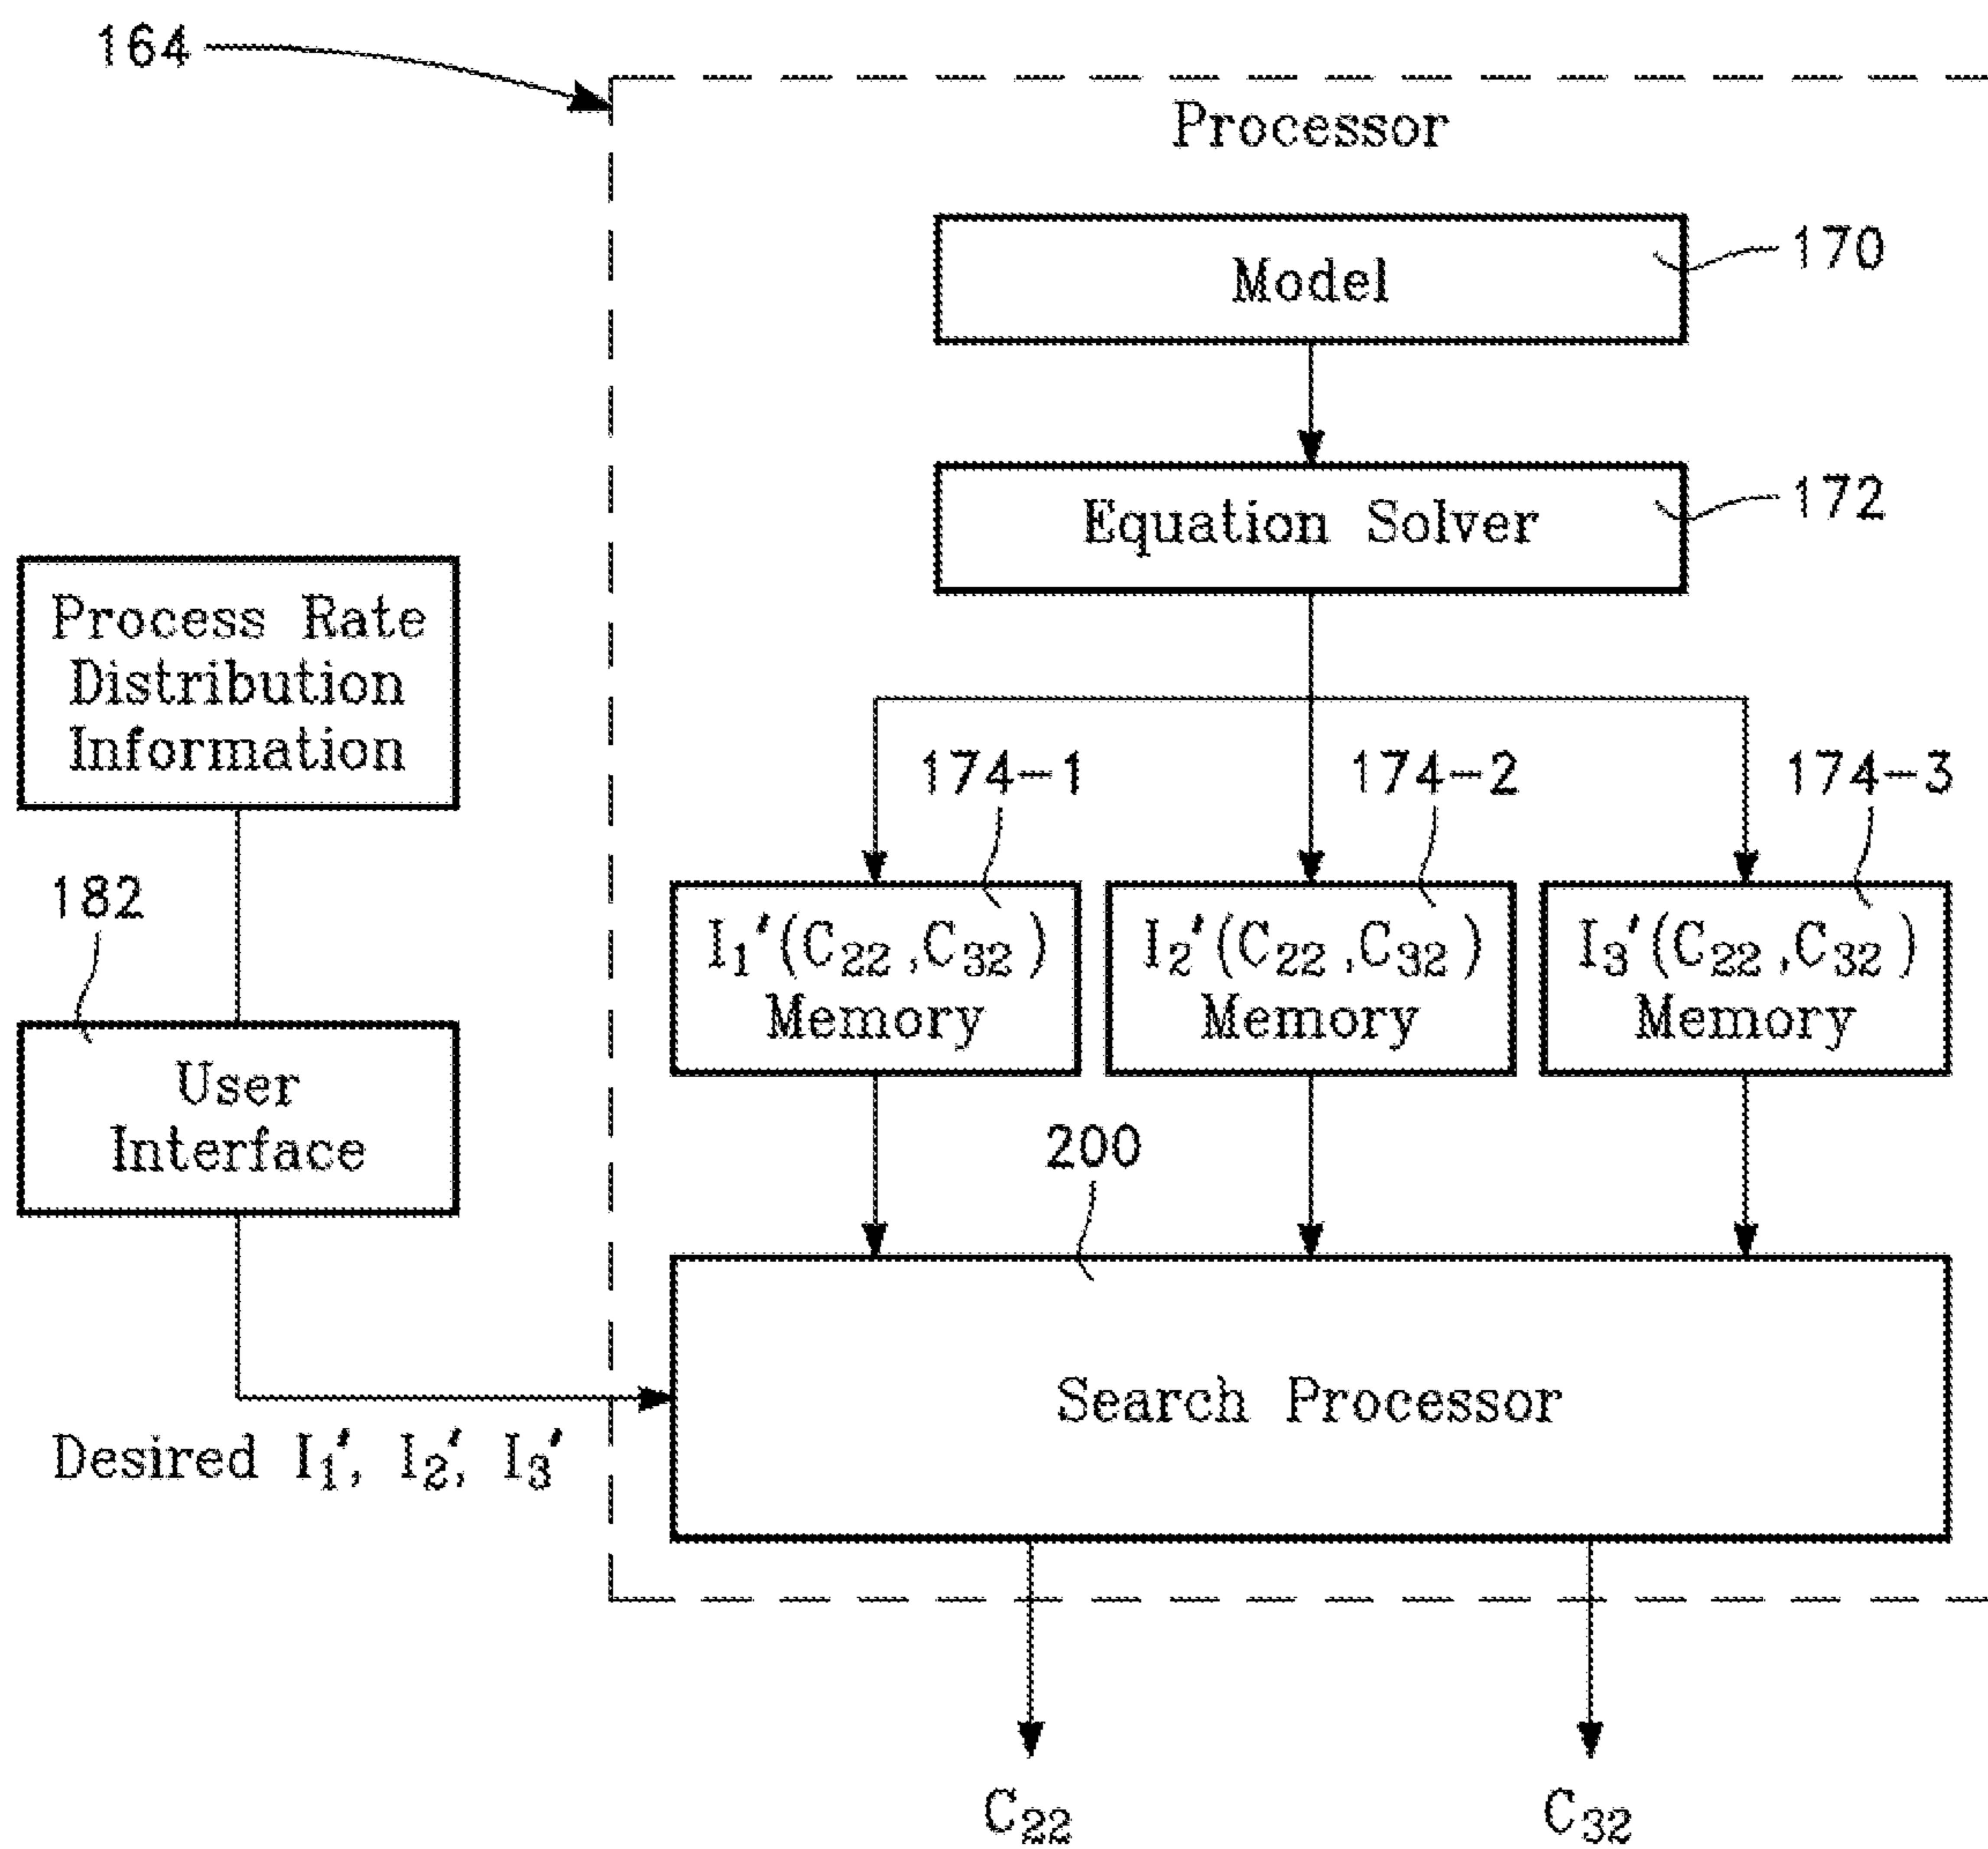 164
Processor
Model
170
Equation Solver
172
Process Rate
Distribution
Information
174-1
174-2
174-3
182
I₁′(C₂₂,C₃₂)
Memory
I₂′(C₂₂,C₃₂)
Memory
I₃′(C₂₂,C₃₂)
Memory
User
Interface
200
Search Processor
Desired I₁′, I₂′, I₃′
C₂₂
C₃₂